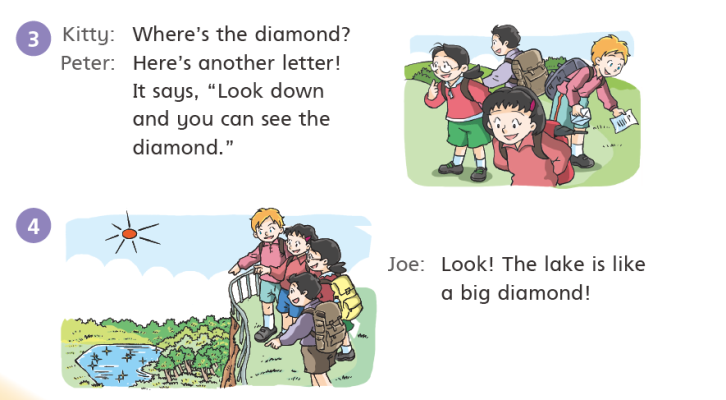 3 Kitty: Where's the diamond?
Peter: Here's another letter!
It says, “Look down
and you can see the
diamond.”
4
Joe: Look! The lake is like
a big diamond!